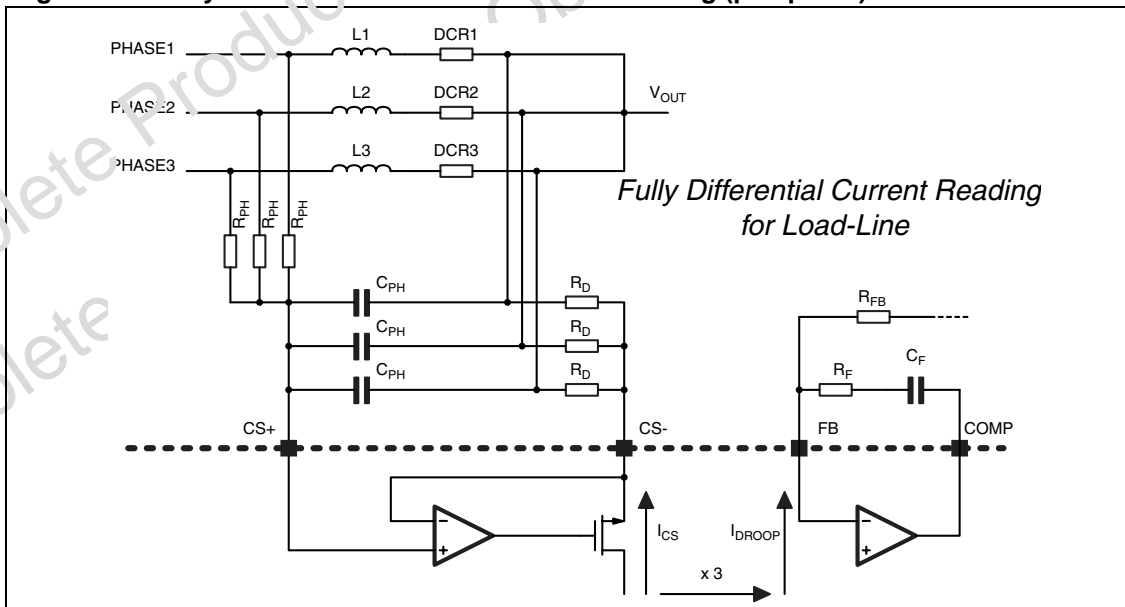 PHASE1
L1
DCR1
PHASE2
L2
DCR2
VOUT
PHASE3
L3
DCR3
Fully Differential Current Reading
for Load-Line
RPH
RPH
RPH
CPH
RD
CPH
RD
CPH
RD
RFB
RF
CF
CS+
CS-
FB
COMP
ICS
IDROOP
x 3